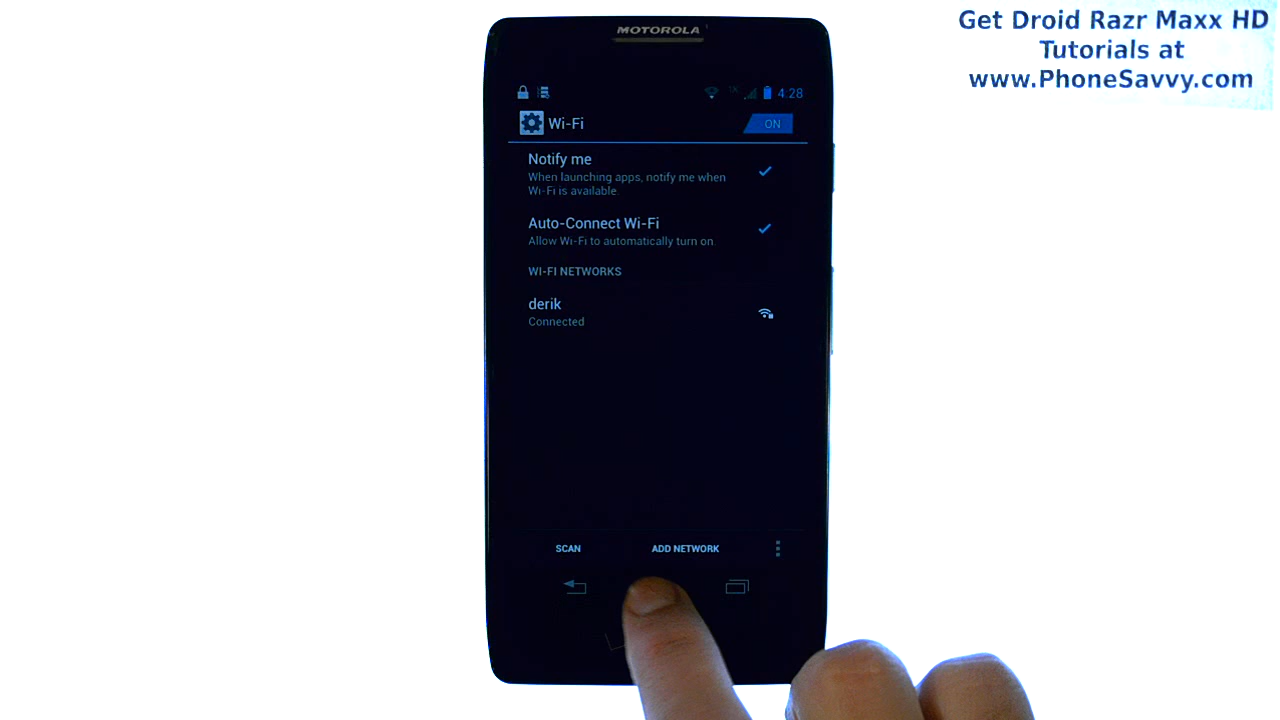 Get Droid Razr Maxx HD
Tutorials at
www.PhoneSavvy.com
MOTOROLA
1X
4:28
Wi-Fi
ON
Notify me
When launching apps, notify me when
Wi-Fi is available.
Auto-Connect Wi-Fi
Allow Wi-Fi to automatically turn on.
WI-FI NETWORKS
derik
Connected
SCAN
ADD NETWORK